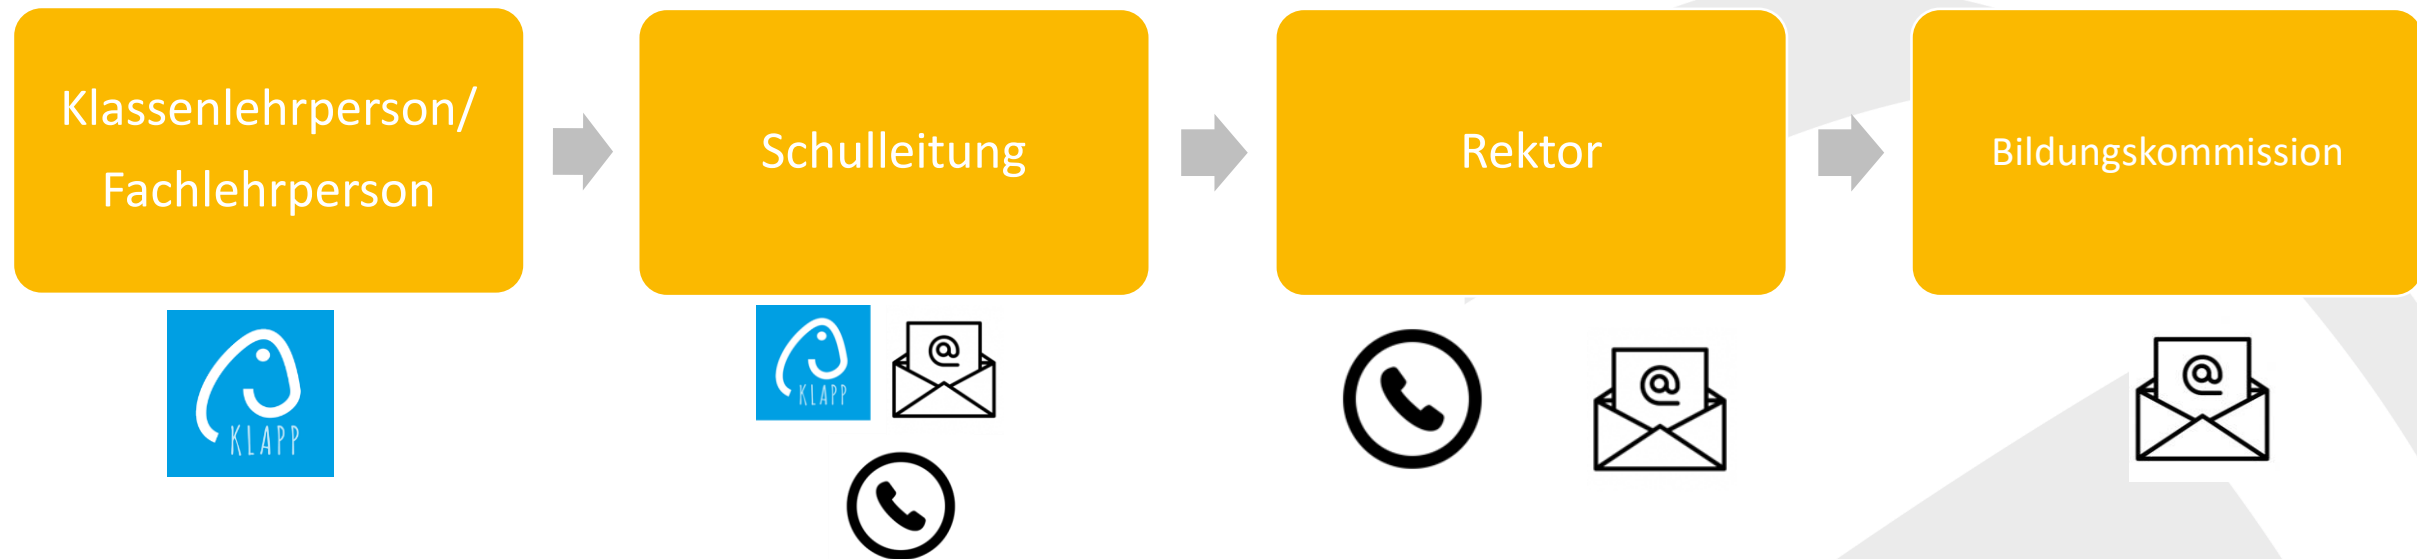 Klassenlehrperson/
Fachlehrperson
Schulleitung
Rektor
Bildungskommission
KLAPP
KLAPP
@
@
@